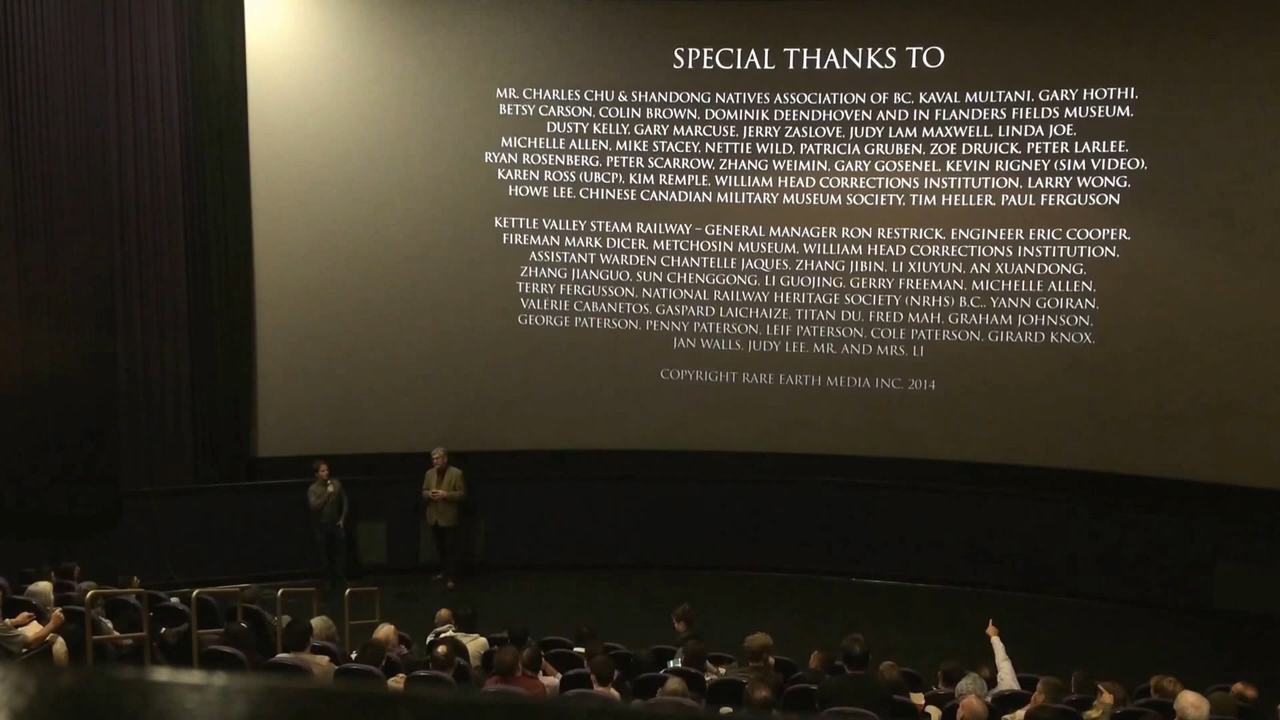 SPECIAL THANKS TO
MR. CHARLES CHU & SHANDONG NATIVES ASSOCIATION OF BC, KAVAL MULTANI, GARY HOTHI,
BETSY CARSON, COLIN BROWN, DOMINIK DEENDHOVEN AND IN FLANDERS FIELDS MUSEUM,
DUSTY KELLY, GARY MARCUSE, JERRY ZASLOVE, JUDY LAM MAXWELL, LINDA JOE,
MICHELLE ALLEN, MIKE STACEY, NETTIE WILD, PATRICIA GRUBEN, ZOE DRUICK, PETER LARLEE,
RYAN ROSENBERG, PETER SCARROW, ZHANG WEIMIN, GARY GOSENEL, KEVIN RIGNEY (SIM VIDEO),
KAREN ROSS (UBCP), KIM REMPLE, WILLIAM HEAD CORRECTIONS INSTITUTION, LARRY WONG,
HOWE LEE, CHINESE CANADIAN MILITARY MUSEUM SOCIETY, TIM HELLER, PAUL FERGUSON
KETTLE VALLEY STEAM RAILWAY – GENERAL MANAGER RON RESTRICK, ENGINEER ERIC COOPER,
FIREMAN MARK DICER, METCHOSIN MUSEUM, WILLIAM HEAD CORRECTIONS INSTITUTION,
ASSISTANT WARDEN CHANTELLE JAQUES, ZHANG JIBIN, LI XIUYUN, AN XUANDONG,
ZHANG JIANGUO, SUN CHENGGONG, LI GUOJING, GERRY FREEMAN, MICHELLE ALLEN,
TERRY FERGUSSON, NATIONAL RAILWAY HERITAGE SOCIETY (NRHS) B.C., YANN GOIRAN,
VALÉRIE CABANETOS, GASPARD LAICHAIZE, TITAN DU, FRED MAH, GRAHAM JOHNSON,
GEORGE PATERSON, PENNY PATERSON, LEIF PATERSON, COLE PATERSON, GIRARD KNOX,
JAN WALLS, JUDY LEE, MR. AND MRS. LI
COPYRIGHT RARE EARTH MEDIA INC. 2014